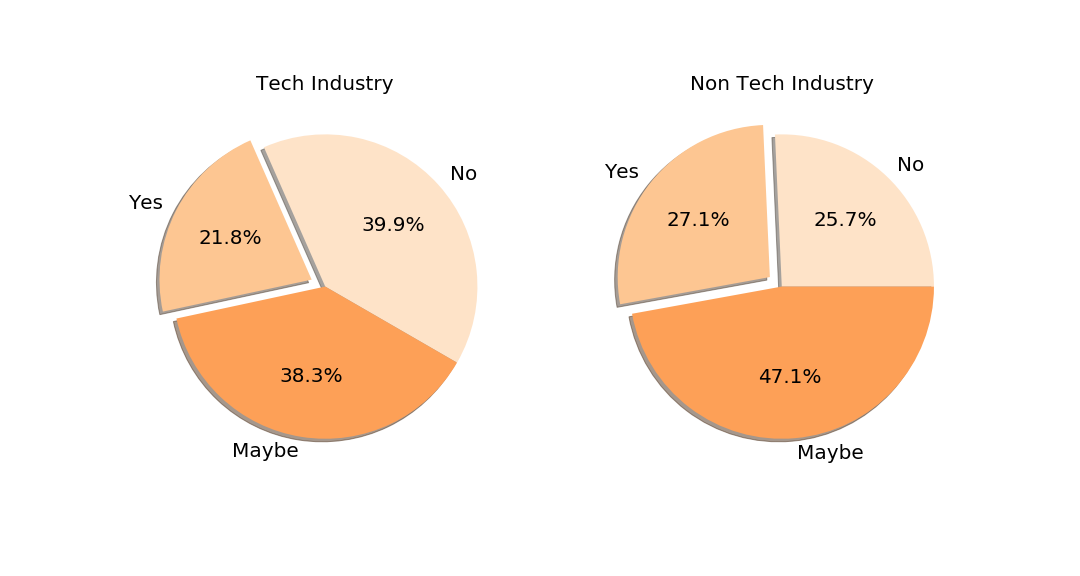 Tech Industry
No
Yes
39.9%
21.8%
38.3%
Maybe
Non Tech Industry
No
Yes
27.1%
25.7%
47.1%
Maybe